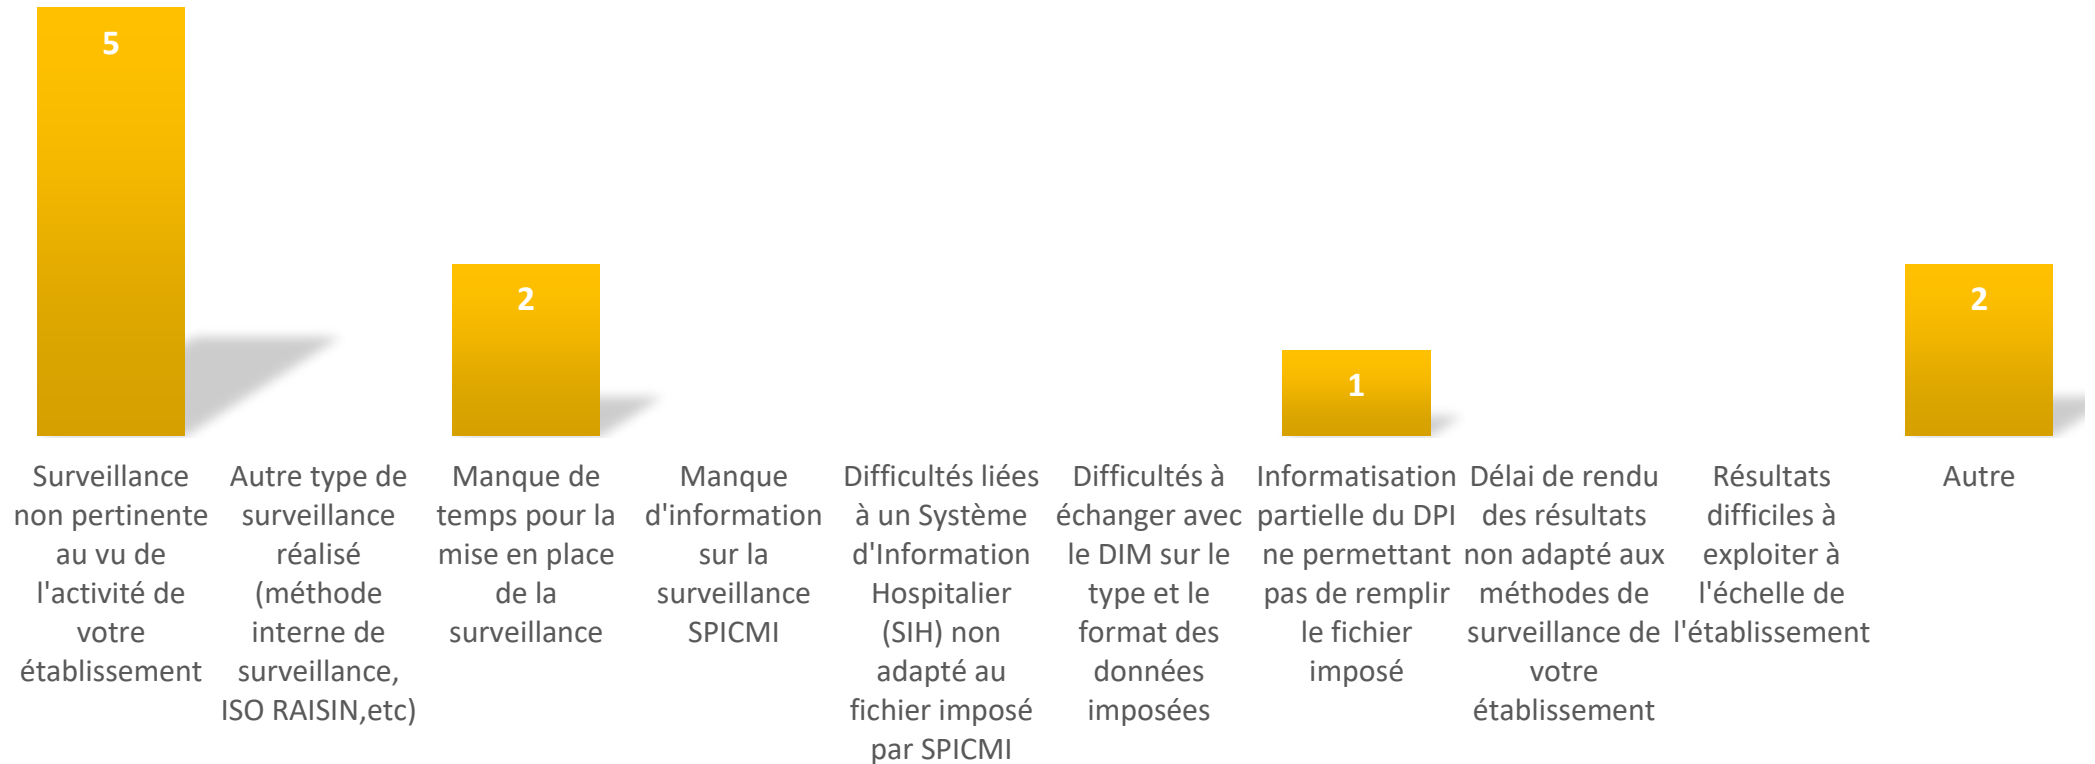 5
2
1
2
Surveillance
non pertinente
au vu de
l'activité de
votre
établissement
Autre type de
surveillance
réalisé
(méthode
interne de
surveillance,
ISO RAISIN,etc)
Manque de
temps pour la
mise en place
de la
surveillance
Manque
d'information
sur la
surveillance
SPICMI
Difficultés liées
à un Système
d'Information
Hospitalier
(SIH) non
adapté au
fichier imposé
par SPICMI
Difficultés à
échanger avec
le DIM sur le
type et le
format des
données
imposées
Informatisation
partielle du DPI
ne permettant
pas de remplir
le fichier
imposé
Délai de rendu
des résultats
non adapté aux
méthodes de
surveillance de
votre
établissement
Résultats
difficiles à
exploiter à
l'échelle de
l'établissement
Autre